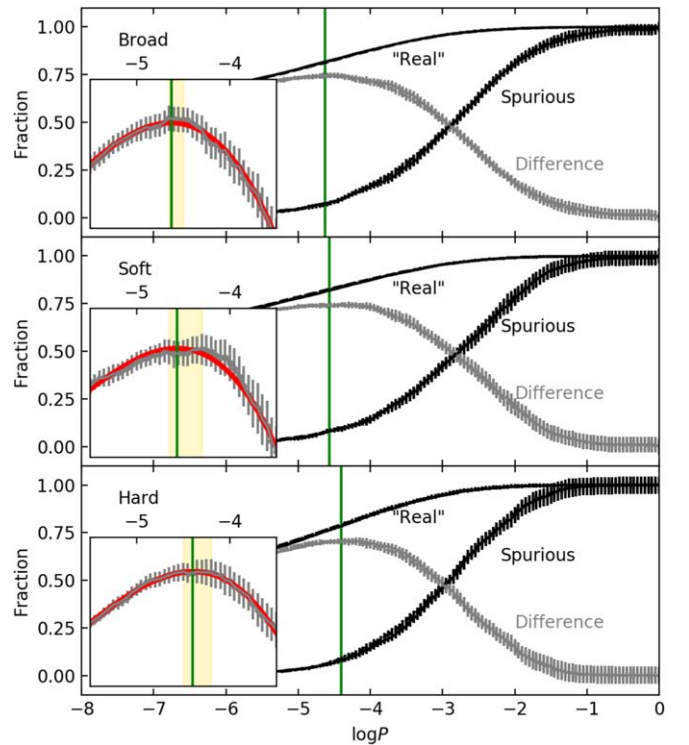 Broad
−5 −4
"Real"
Spurious
Difference
Fraction
1.00
0.75
0.50
0.25
0.00
Soft
−5 −4
"Real"
Spurious
Difference
Fraction
1.00
0.75
0.50
0.25
0.00
Hard
−5 −4
"Real"
Spurious
Difference
Fraction
1.00
0.75
0.50
0.25
0.00
−8 −7 −6 −5 −4 −3 −2 −1 0
logP